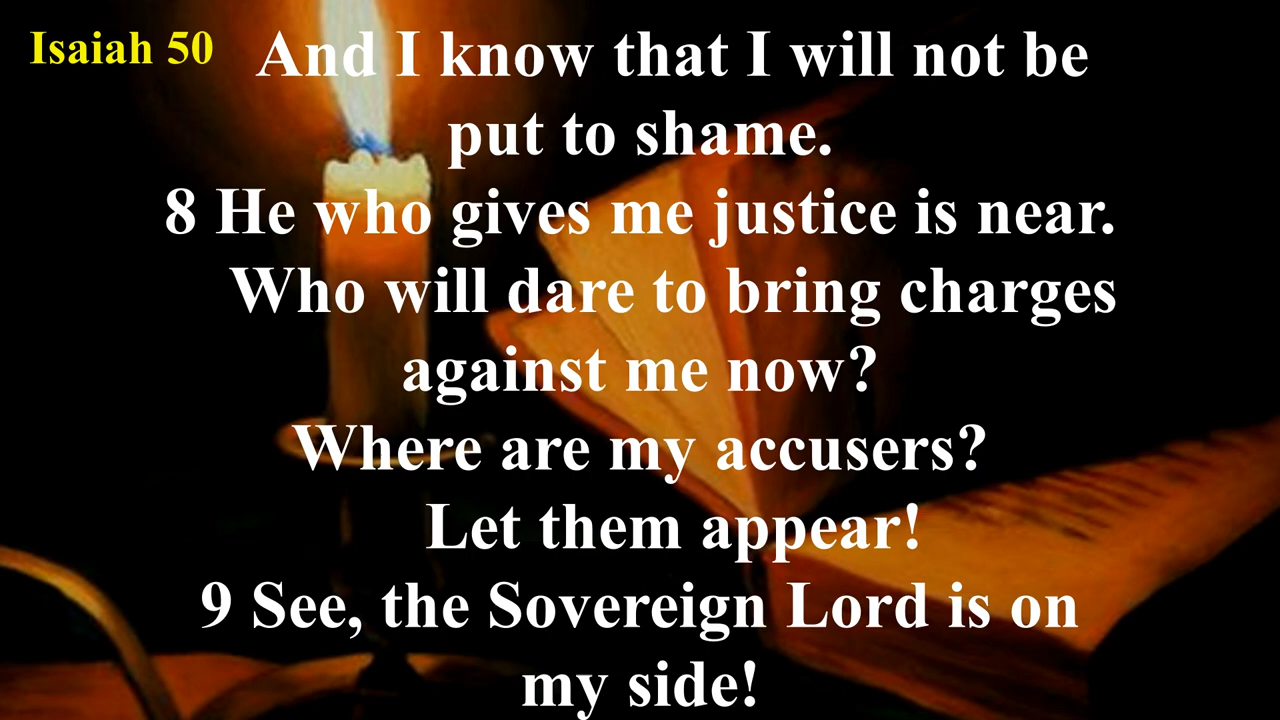 Isaiah 50
And I know that I will not be
put to shame.
8 He who gives me justice is near.
Who will dare to bring charges
against me now?
Where are my accusers?
Let them appear!
9 See, the Sovereign Lord is on
my side!